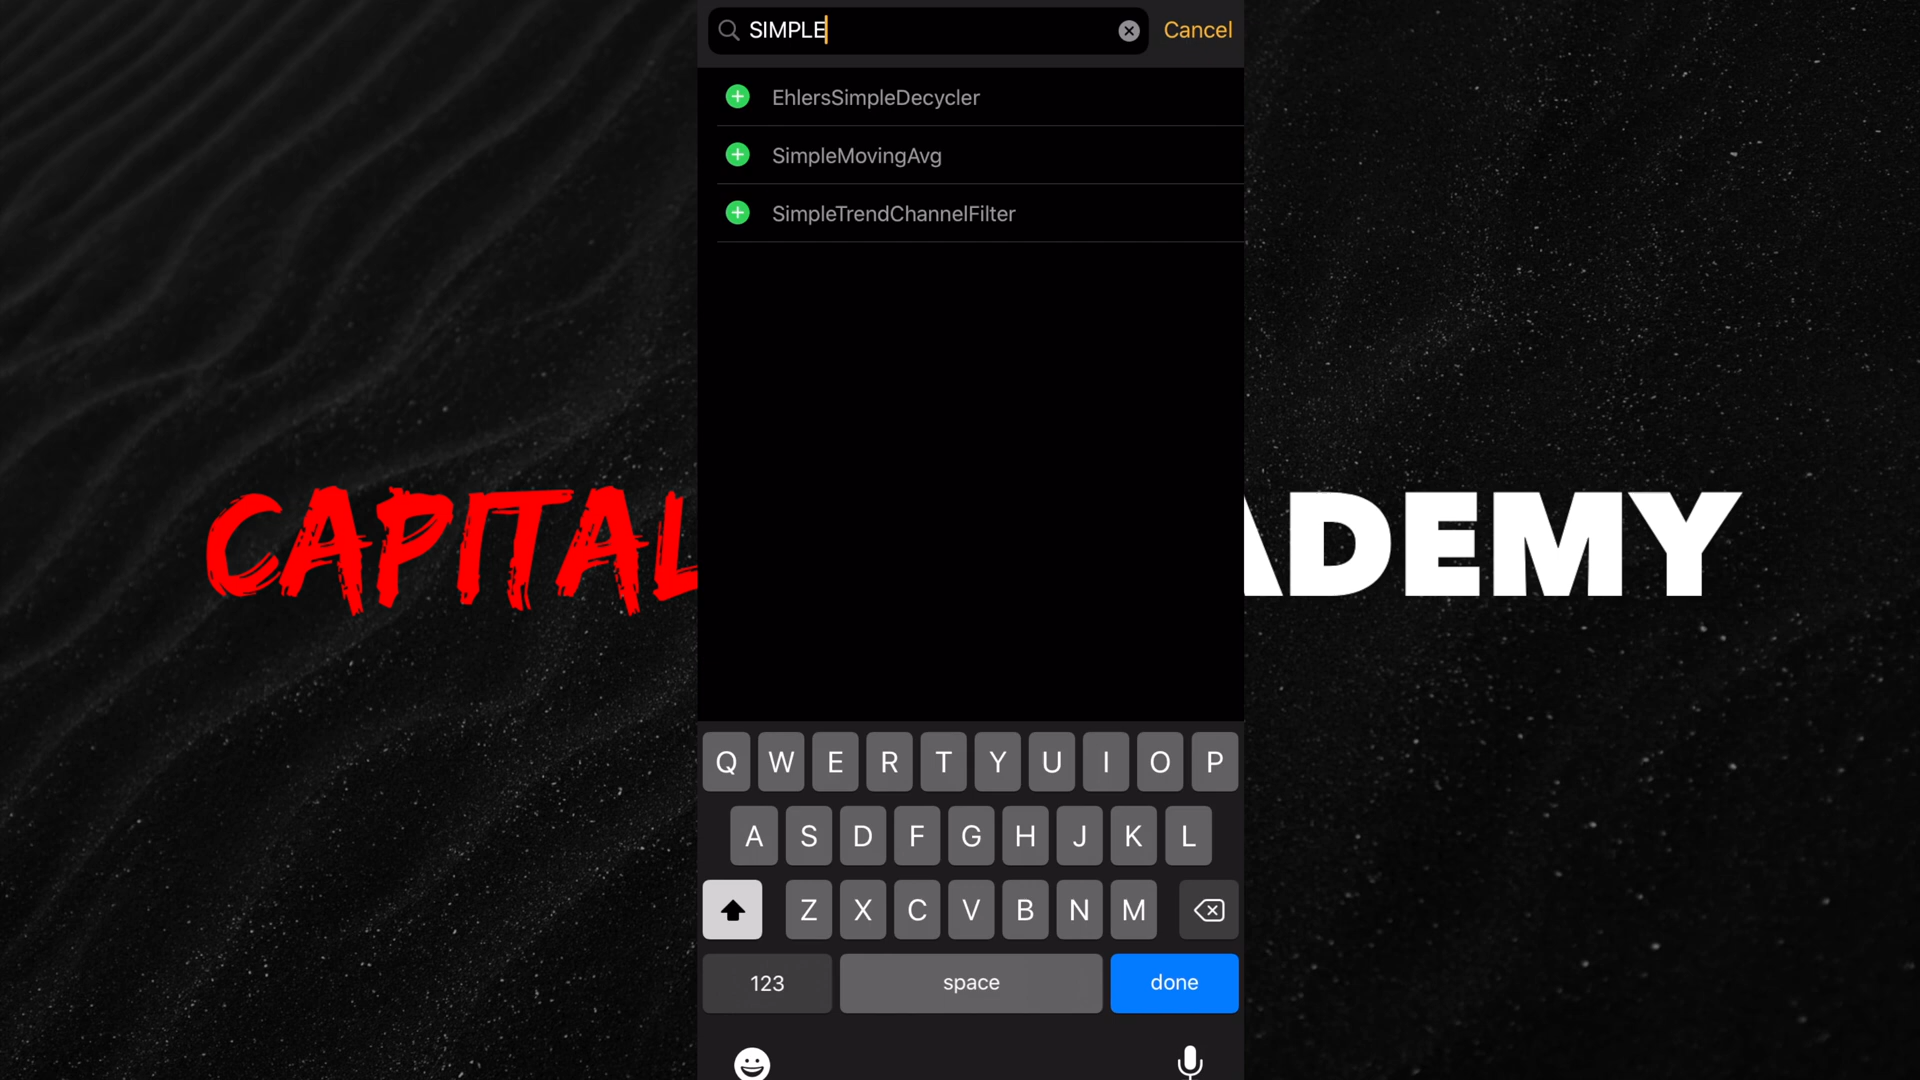 SIMPLE
Cancel
EhlersSimpleDecycler
SimpleMovingAvg
SimpleTrendChannelFilter
CAPITAL ADEMY
Q W E R T Y U I O P
A S D F G H J K L
Z X C V B N M
123 space done